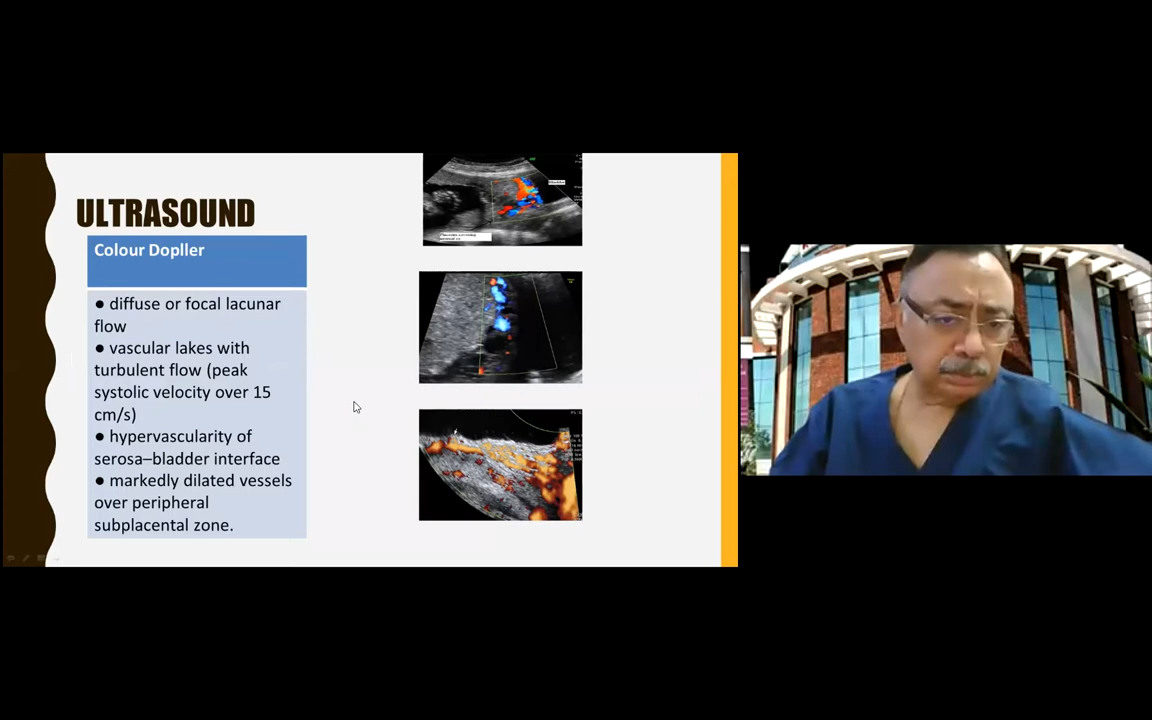 ULTRASOUND
Colour Dopller
● diffuse or focal lacunar
flow
● vascular lakes with
turbulent flow (peak
systolic velocity over 15
cm/s)
● hypervascularity of
serosa–bladder interface
● markedly dilated vessels
over peripheral
subplacental zone.